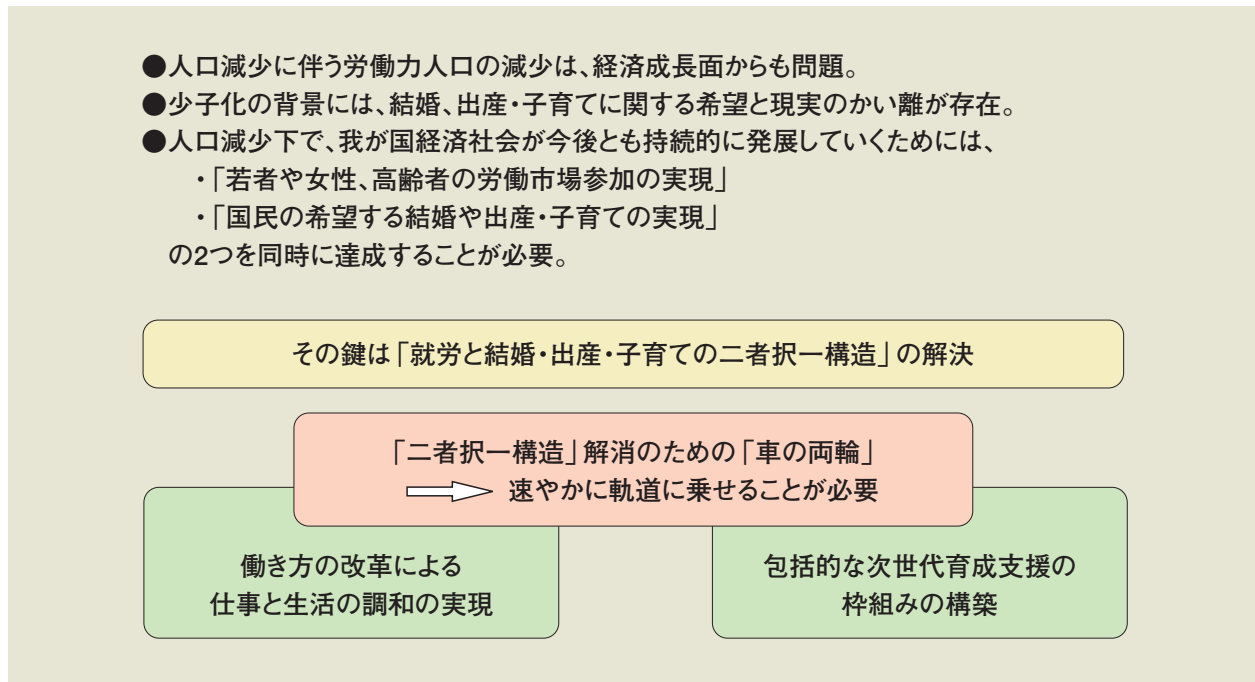 ●人口減少に伴う労働力人口の減少は、経済成長面からも問題。
●少子化の背景には、結婚、出産・子育てに関する希望と現実のかい離が存在。
●人口減少下で、我が国経済社会が今後とも持続的に発展していくためには、
・「若者や女性、高齢者の労働市場参加の実現」
・「国民の希望する結婚や出産・子育ての実現」
の2つを同時に達成することが必要。
その鍵は「就労と結婚・出産・子育ての二者択一構造」の解決
「二者択一構造」解消のための「車の両輪」
速やかに軌道に乗せることが必要
働き方の改革による
仕事と生活の調和の実現
包括的な次世代育成支援の
枠組みの構築